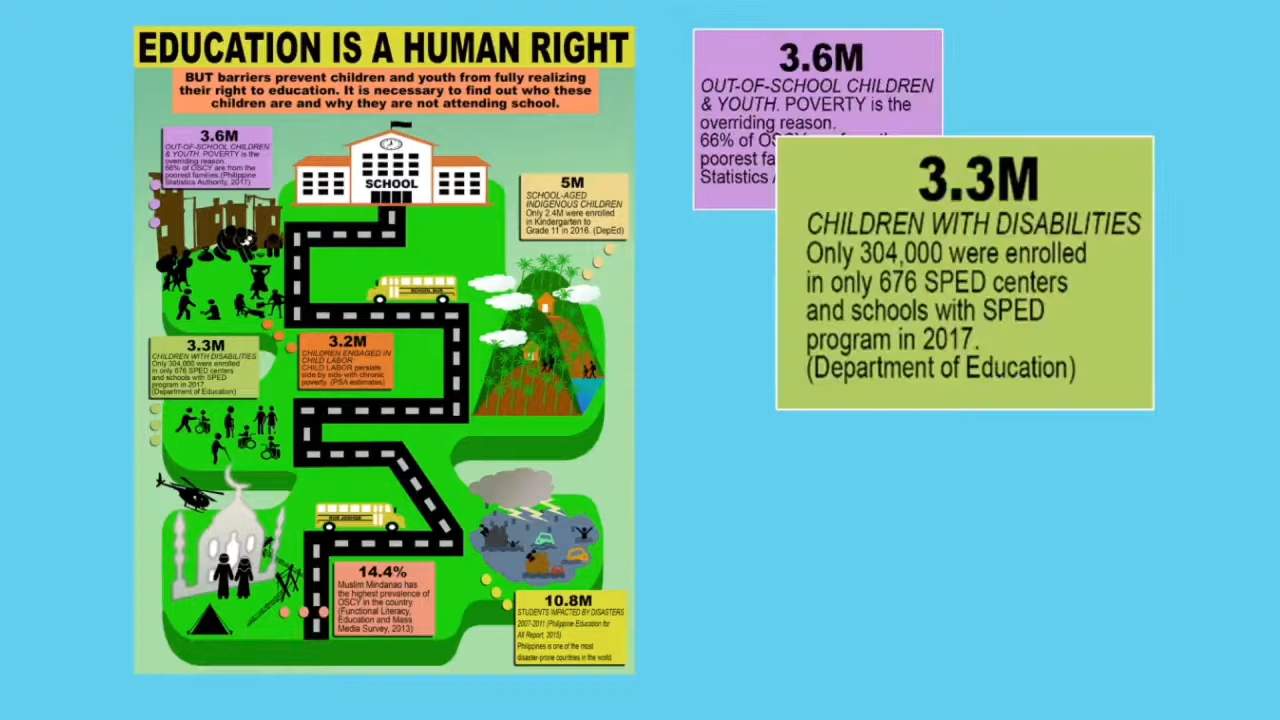 EDUCATION IS A HUMAN RIGHT
BUT barriers prevent children and youth from fully realizing
their right to education. It is necessary to find out who these
children are and why they are not attending school.
3.6M
OUT-OF-SCHOOL CHILDREN
& YOUTH. POVERTY is the
overriding reason.
66% of OSCY are from the
poorest families.(Philippine
Statistics Authority, 2017)
SCHOOL
5M
SCHOOL-AGED
INDIGENOUS CHILDREN
Only 2.4M were enrolled
in Kindergarten to
Grade 11 in 2016. (DepEd)
SCHOOL BUS
3.3M
CHILDREN WITH DISABILITIES
Only 304,000 were enrolled
in only 676 SPED centers
and schools with SPED
program in 2017
(Department of Education)
3.2M
CHILDREN ENGAGED IN
CHILD LABOR
CHILD LABOR persists
side by side with chronic
poverty. (PSA estimates)
14.4%
Muslim Mindanao has
the highest prevalence of
OSCY in the country
(Functional Literacy,
Education and Mass
Media Survey, 2013)
10.8M
STUDENTS IMPACTED BY DISASTERS
2007-2011 (Philippine Education for
All Report, 2015)
Philippines is one of the most
disaster-prone countries in the world.
3.6M
OUT-OF-SCHOOL CHILDREN
& YOUTH. POVERTY is the
overriding reason.
66% of
poorest
Statistics
3.3M
CHILDREN WITH DISABILITIES
Only 304,000 were enrolled
in only 676 SPED centers
and schools with SPED
program in 2017.
(Department of Education)